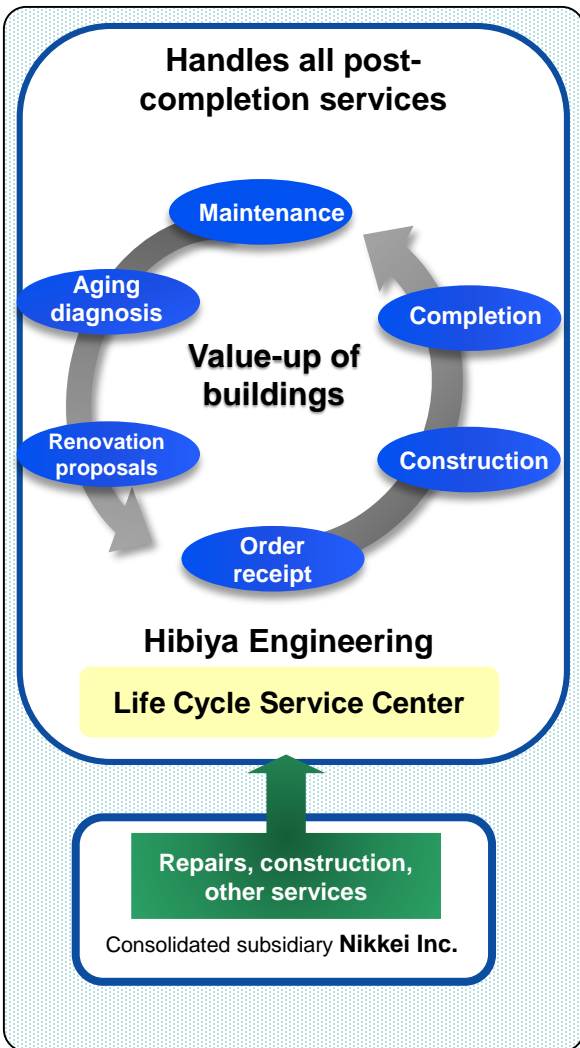 Handles all post-
completion services
Maintenance
Aging
diagnosis
Completion
Value-up of
buildings
Renovation
proposals
Construction
Order
receipt
Hibiya Engineering
Life Cycle Service Center
Repairs, construction,
other services
Consolidated subsidiary Nikkei Inc.